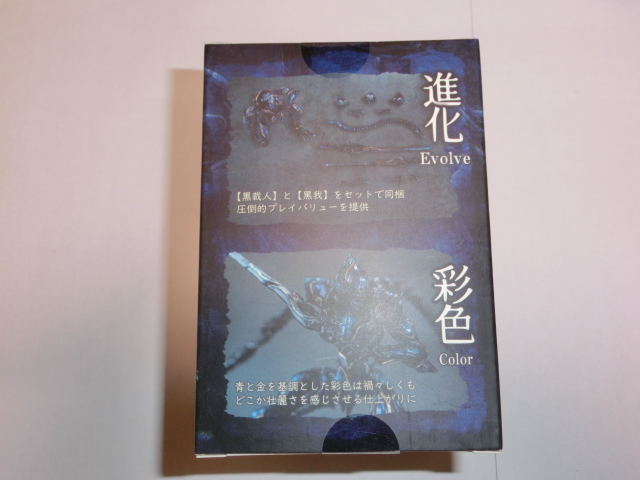 進化
Evolve
【黒裁人】と【黒我】をセットで同梱
圧倒的プレイバリューを提供
彩色
Color
青と金を基調とした彩色は禍々しくも
どこか壮麗さを感じさせる仕上がりに